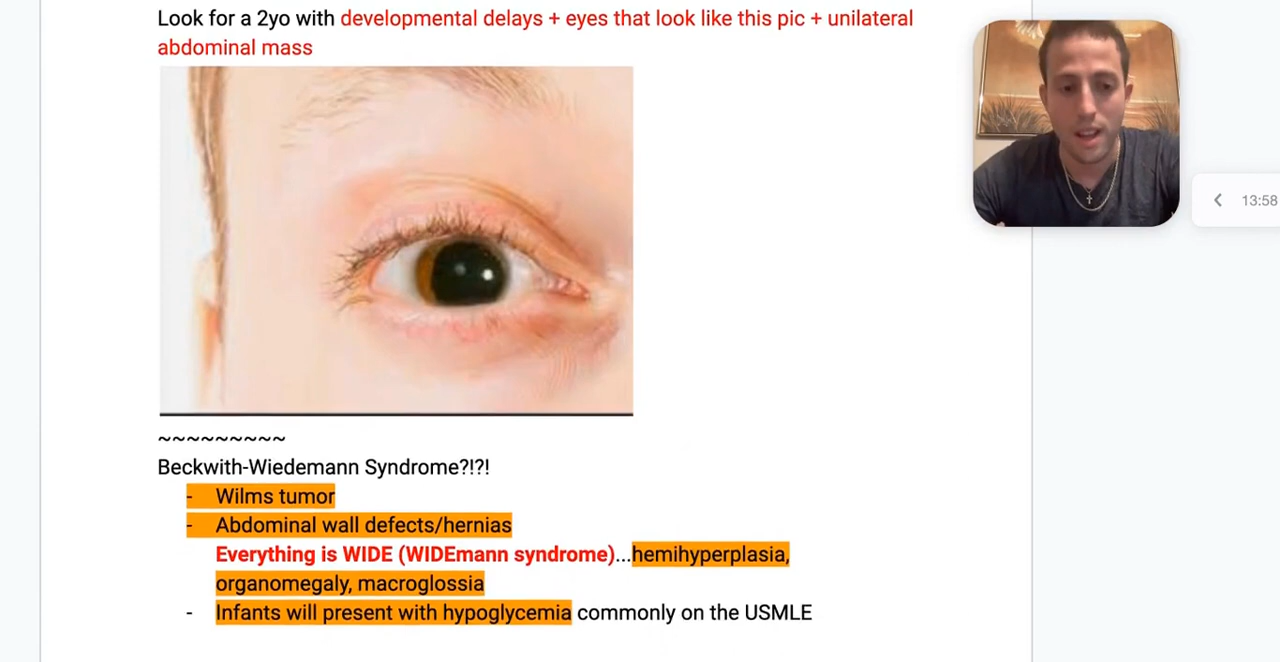 Look for a 2yo with developmental delays + eyes that look like this pic + unilateral
abdominal mass
13:58
~~~~~~~~~
Beckwith-Wiedemann Syndrome?!?!
- Wilms tumor
- Abdominal wall defects/hernias
Everything is WIDE (WIDEmann syndrome)...hemihyperplasia,
organomegaly, macroglossia
- Infants will present with hypoglycemia commonly on the USMLE